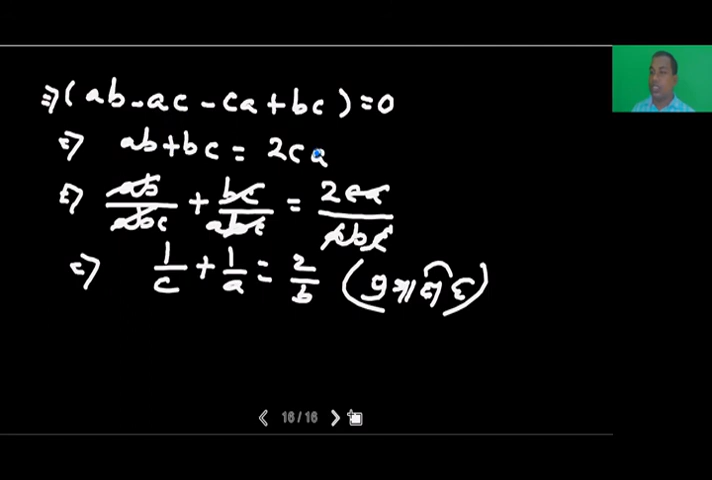 ⇒ (ab - ac - ca + bc) = 0
⇒ ab + bc = 2ca
⇒ ab/abc + bc/abc = 2ca/abc
⇒ 1/c + 1/a = 2/b (প্রমাণিত)
16 / 16